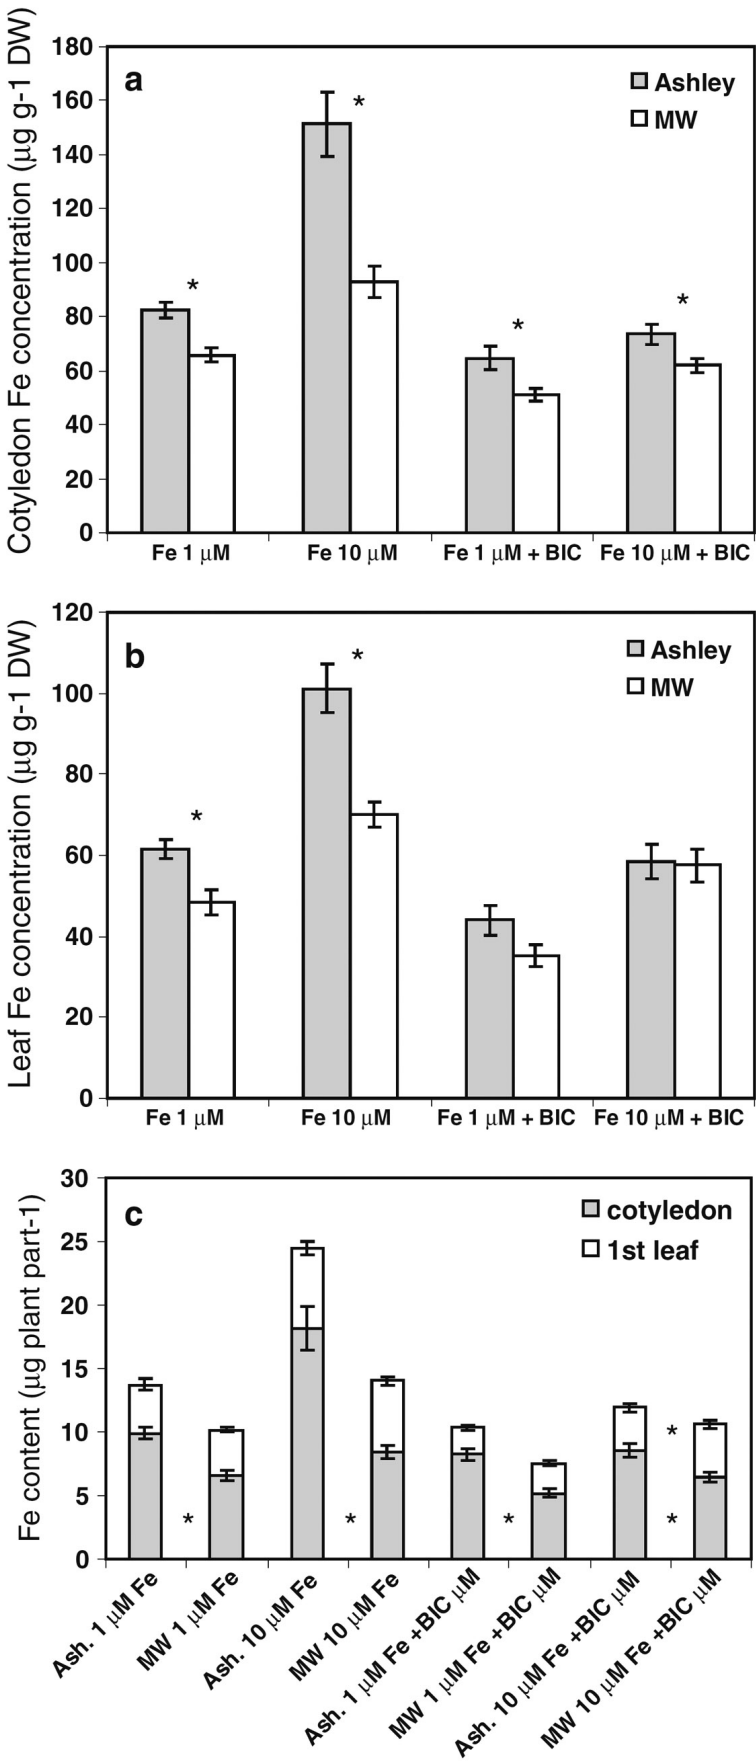 Cotyledon Fe concentration (µg g-1 DW)
180
160
140
120
100
80
60
40
20
0
a
Ashley
MW
*
*
*
*
Fe 1 µM
Fe 10 µM
Fe 1 µM + BIC
Fe 10 µM + BIC
Leaf Fe concentration (µg g-1 DW)
120
100
80
60
40
20
0
b
Ashley
MW
*
*
Fe 1 µM
Fe 10 µM
Fe 1 µM + BIC
Fe 10 µM + BIC
Fe content (µg plant part-1)
30
25
20
15
10
5
0
c
cotyledon
1st leaf
*
*
*
*
*
Ash. 1 µM Fe
MW 1 µM Fe
Ash. 10 µM Fe
MW 10 µM Fe
Ash. 1 µM Fe +BIC µM
MW 1 µM Fe +BIC µM
Ash. 10 µM Fe +BIC µM
MW 10 µM Fe +BIC µM